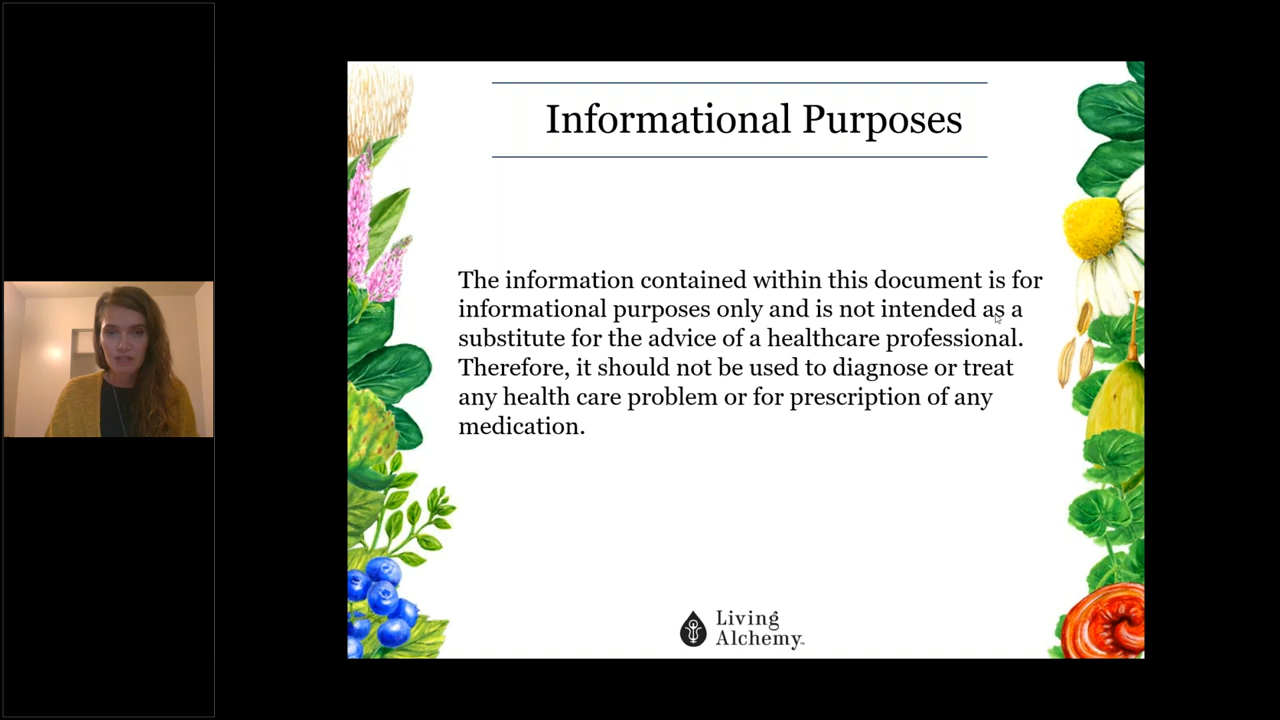 Informational Purposes
The information contained within this document is for
informational purposes only and is not intended as a
substitute for the advice of a healthcare professional.
Therefore, it should not be used to diagnose or treat
any health care problem or for prescription of any
medication.
Living
Alchemy™